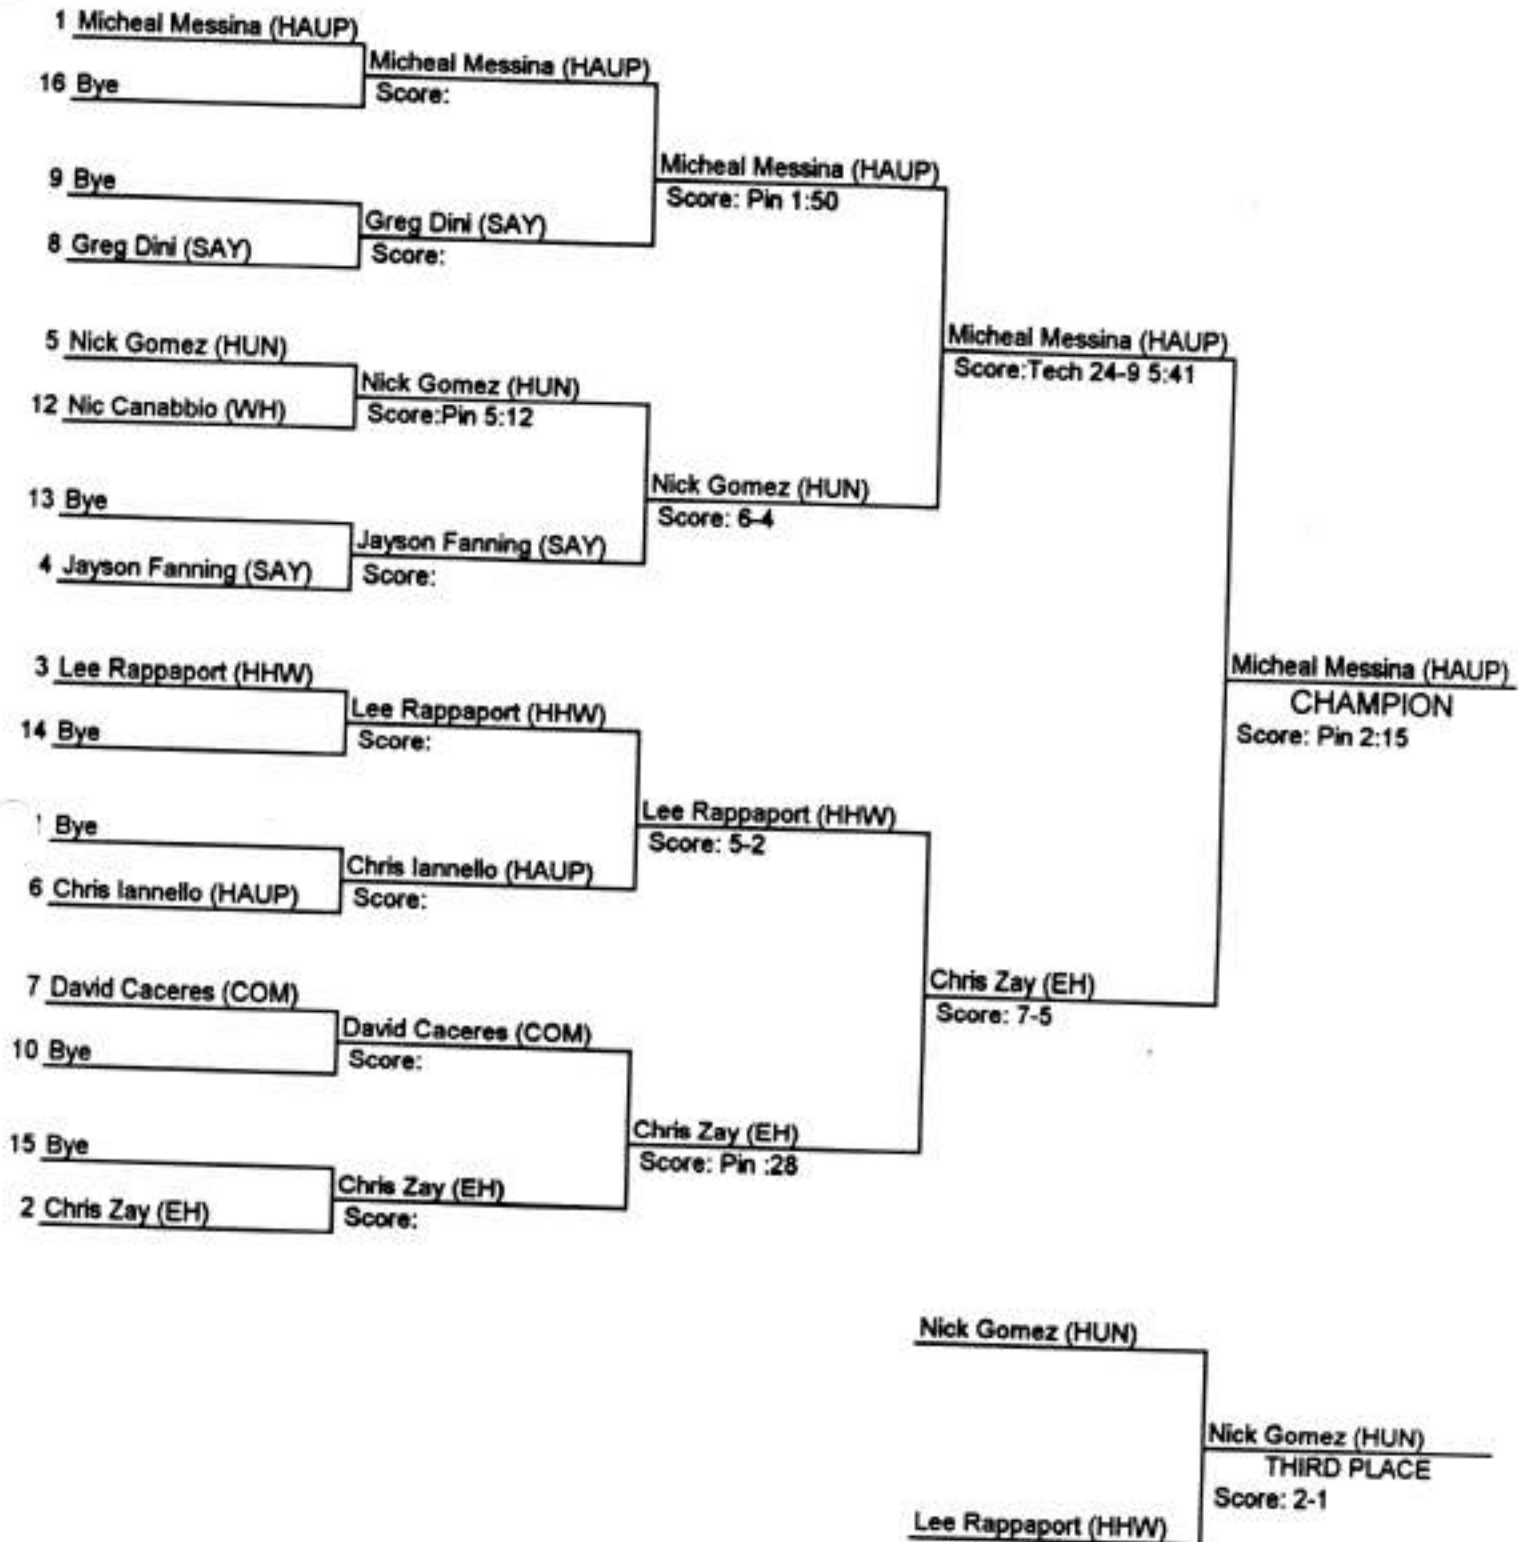 1 Micheal Messina (HAUP)
Micheal Messina (HAUP)
16 Bye
Score:
Micheal Messina (HAUP)
9 Bye
Score: Pin 1:50
Greg Dini (SAY)
8 Greg Dini (SAY)
Score:
Micheal Messina (HAUP)
5 Nick Gomez (HUN)
Score:Tech 24-9 5:41
Nick Gomez (HUN)
12 Nic Canabbio (WH)
Score:Pin 5:12
Nick Gomez (HUN)
13 Bye
Score: 6-4
Jayson Fanning (SAY)
4 Jayson Fanning (SAY)
Score:
3 Lee Rappaport (HHW)
Micheal Messina (HAUP)
CHAMPION
Score: Pin 2:15
Lee Rappaport (HHW)
14 Bye
Score:
Lee Rappaport (HHW)
Bye
Score: 5-2
Chris Iannello (HAUP)
6 Chris Iannello (HAUP)
Score:
7 David Caceres (COM)
Chris Zay (EH)
Score: 7-5
David Caceres (COM)
10 Bye
Score:
Chris Zay (EH)
15 Bye
Score: Pin :28
Chris Zay (EH)
2 Chris Zay (EH)
Score:
Nick Gomez (HUN)
Nick Gomez (HUN)
THIRD PLACE
Score: 2-1
Lee Rappaport (HHW)